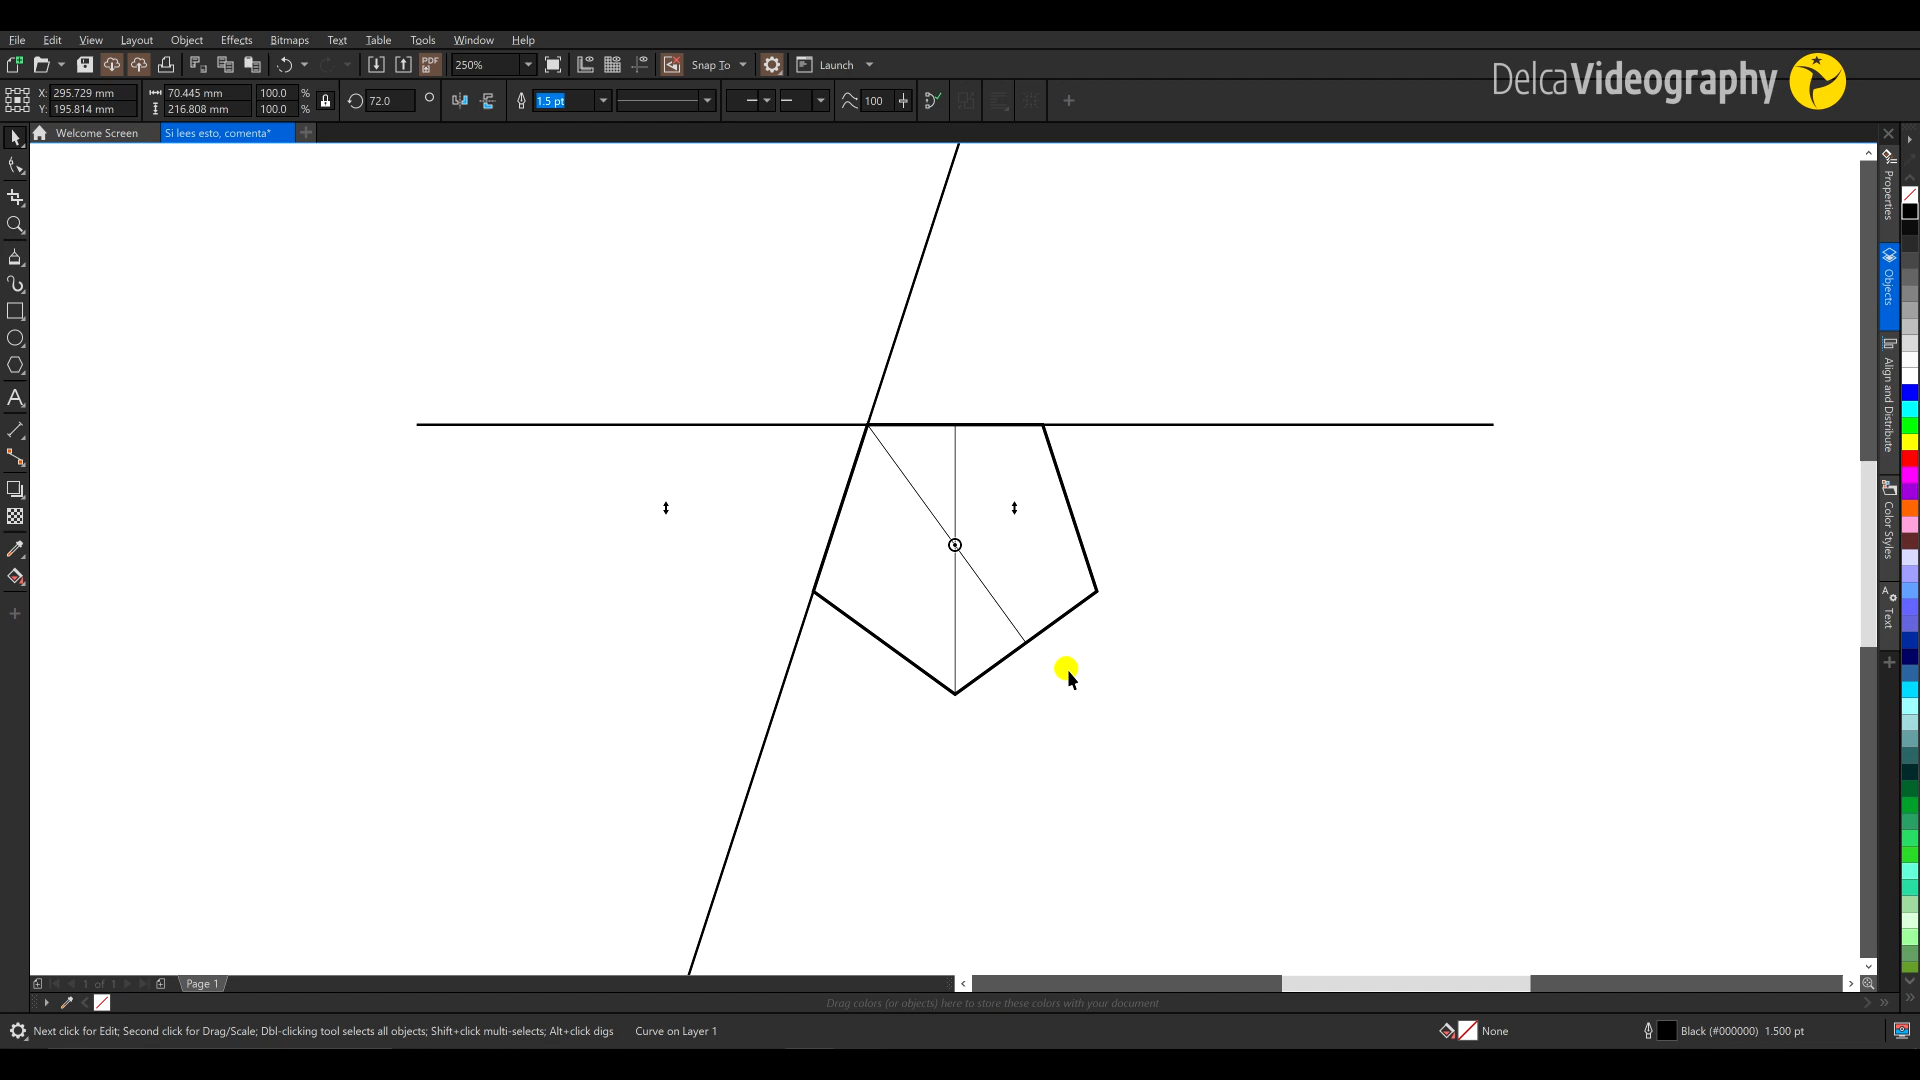 File Edit View Layout Object Effects Bitmaps Text Table Tools Window Help
PDF 250% Snap To Launch
DelcaVideography
X: 295.729 mm 70.445 mm 100.0 %
Y: 195.814 mm 216.808 mm 100.0 %
72.0 1.5 pt 100
Welcome Screen Si lees esto, comenta*
Properties
Objects
Align and Distribute
Color Styles
Text
1 of 1 Page 1
Drag colors (or objects) here to store these colors with your document
Next click for Edit; Second click for Drag/Scale; Dbl-clicking tool selects all objects; Shift+click multi-selects; Alt+click digs Curve on Layer 1 None Black (#000000) 1.500 pt